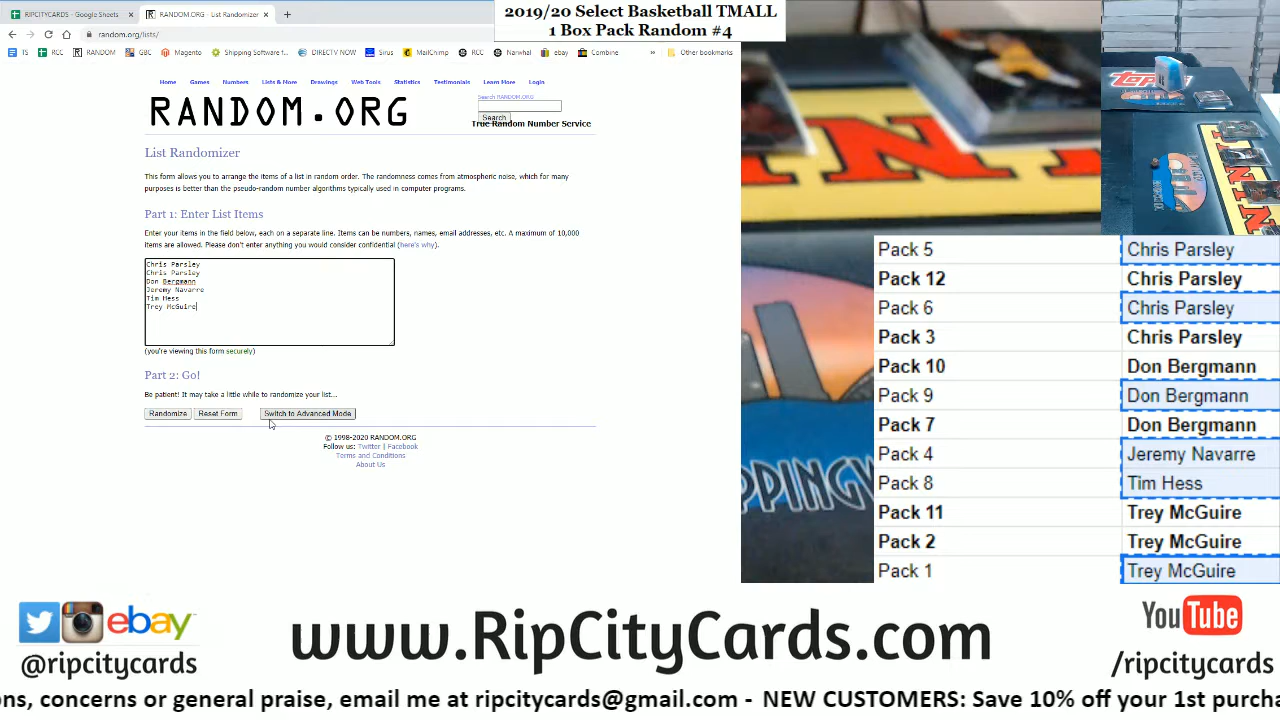 RIPCITYCARDS - Google Sheets
RANDOM.ORG - List Randomizer
2019/20 Select Basketball TMALL
1 Box Pack Random #4
random.org/lists/
TS
RCC
RANDOM
GBC
Magento
Shipping Software f...
DIRECTV NOW
Sirus
MailChimp
RCC
Narwhal
ebay
Combine
»
Other bookmarks
Home
Games
Numbers
Lists & More
Drawings
Web Tools
Statistics
Testimonials
Learn More
Login
RANDOM.ORG
Search RANDOM.ORG
Search
True Random Number Service
List Randomizer
This form allows you to arrange the items of a list in random order. The randomness comes from atmospheric noise, which for many
purposes is better than the pseudo-random number algorithms typically used in computer programs.
Part 1: Enter List Items
Enter your items in the field below, each on a separate line. Items can be numbers, names, email addresses, etc. A maximum of 10,000
items are allowed. Please don't enter anything you would consider confidential (here's why).
Chris Parsley
Chris Parsley
Don Bergmann
Jeremy Navarre
Tim Hess
Trey McGuire
(you're viewing this form securely)
Part 2: Go!
Be patient! It may take a little while to randomize your list...
Randomize
Reset Form
Switch to Advanced Mode
© 1998-2020 RANDOM.ORG
Follow us: Twitter | Facebook
Terms and Conditions
About Us
Pack 5 Chris Parsley
Pack 12 Chris Parsley
Pack 6 Chris Parsley
Pack 3 Chris Parsley
Pack 10 Don Bergmann
Pack 9 Don Bergmann
Pack 7 Don Bergmann
Pack 4 Jeremy Navarre
Pack 8 Tim Hess
Pack 11 Trey McGuire
Pack 2 Trey McGuire
Pack 1 Trey McGuire
ebay
@ripcitycards
www.RipCityCards.com
YouTube
/ripcitycards
ons, concerns or general praise, email me at ripcitycards@gmail.com - NEW CUSTOMERS: Save 10% off your 1st purcha